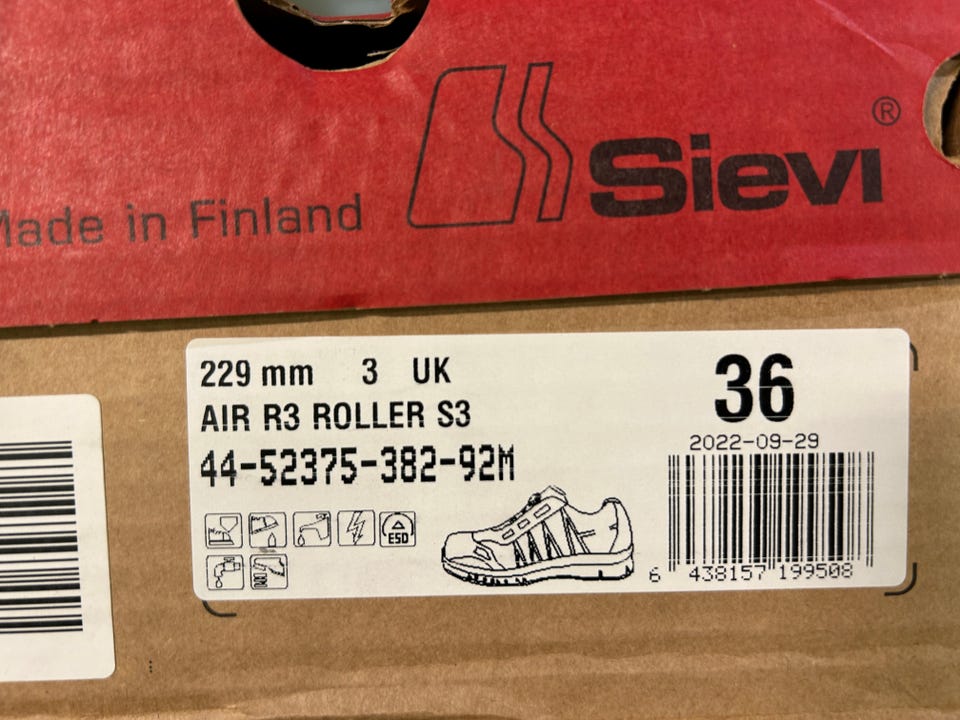 Made in Finland
Sievi ®
229 mm 3 UK
AIR R3 ROLLER S3
44-52375-382-92M
ESD
36
2022-09-29
6 438157 199508